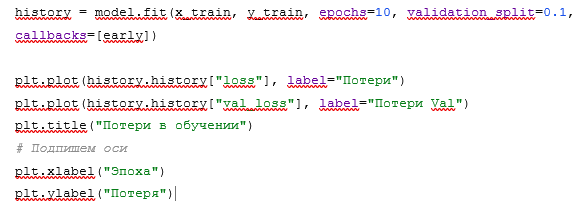 history = model.fit(x_train, y_train, epochs=10, validation_split=0.1,
callbacks=[early])
plt.plot(history.history["loss"], label="Потери")
plt.plot(history.history["val_loss"], label="Потери Val")
plt.title("Потери в обучении")
# Подпишем оси
plt.xlabel("Эпоха")
plt.ylabel("Потеря")